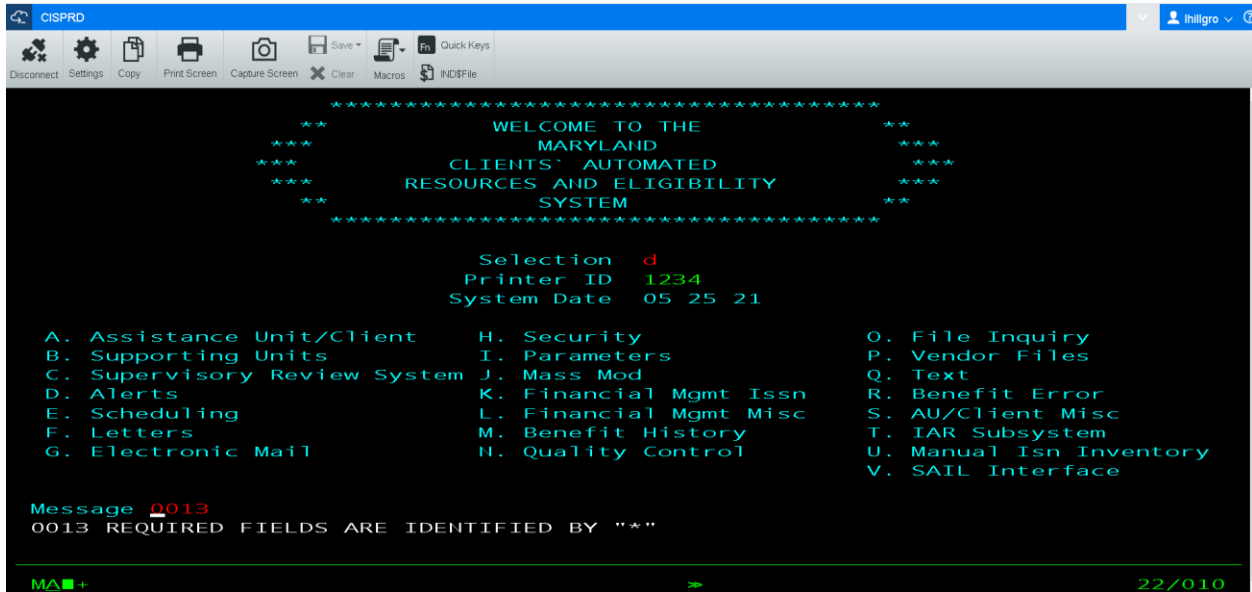 CISPRD lhillgro
Disconnect Settings Copy Print Screen Capture Screen Save Clear Macros Fn Quick Keys IND$File
*************************************
** WELCOME TO THE **
*** MARYLAND ***
*** CLIENTS` AUTOMATED ***
*** RESOURCES AND ELIGIBILITY ***
** SYSTEM **
*************************************
Selection d
Printer ID 1234
System Date 05 25 21
A. Assistance Unit/Client H. Security O. File Inquiry
B. Supporting Units I. Parameters P. Vendor Files
C. Supervisory Review System J. Mass Mod Q. Text
D. Alerts K. Financial Mgmt Issn R. Benefit Error
E. Scheduling L. Financial Mgmt Misc S. AU/Client Misc
F. Letters M. Benefit History T. IAR Subsystem
G. Electronic Mail N. Quality Control U. Manual Isn Inventory
V. SAIL Interface
Message 0013
0013 REQUIRED FIELDS ARE IDENTIFIED BY "*"
MA■+ >> 22/010